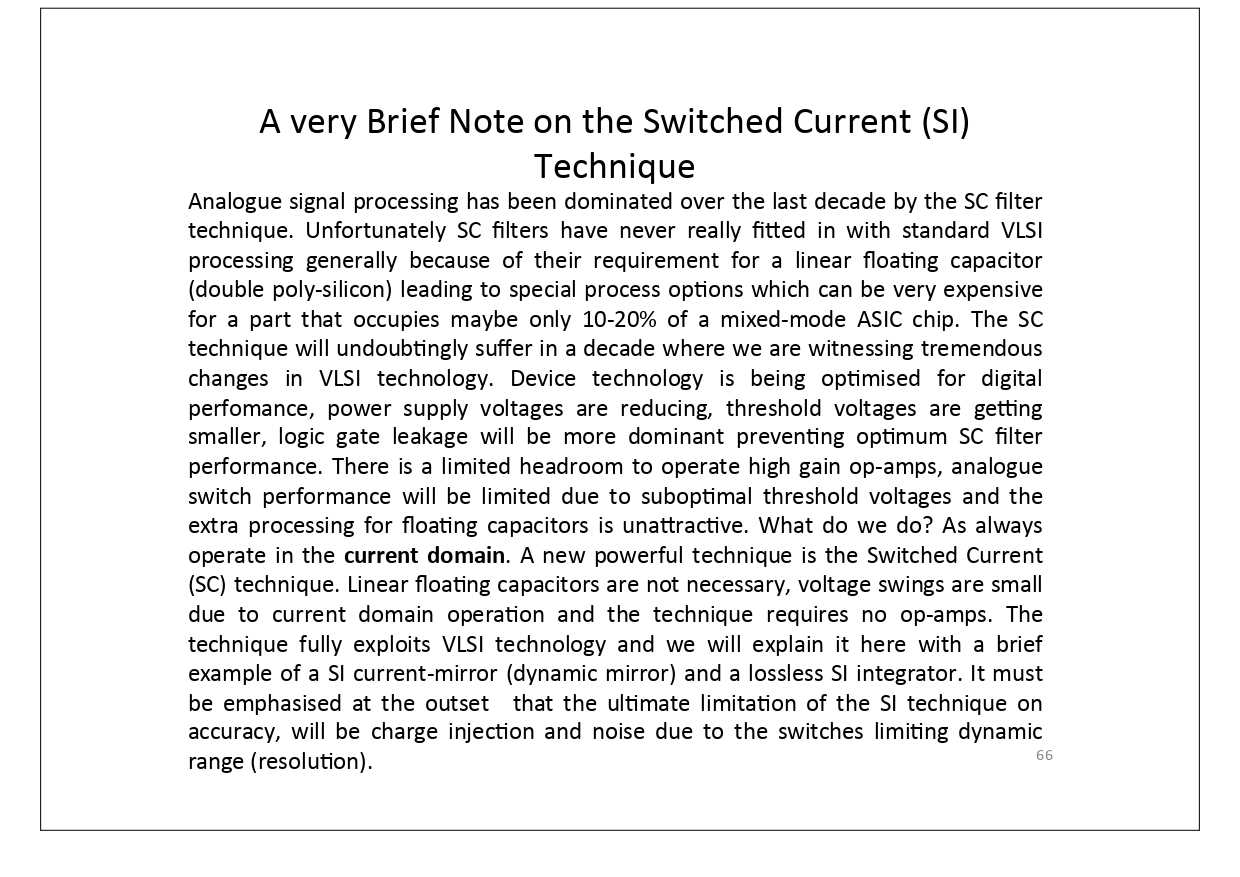 A very Brief Note on the Switched Current (SI)
Technique
Analogue signal processing has been dominated over the last decade by the SC filter
technique. Unfortunately SC filters have never really fitted in with standard VLSI
processing generally because of their requirement for a linear floating capacitor
(double poly-silicon) leading to special process options which can be very expensive
for a part that occupies maybe only 10-20% of a mixed-mode ASIC chip. The SC
technique will undoubtingly suffer in a decade where we are witnessing tremendous
changes in VLSI technology. Device technology is being optimised for digital
perfomance, power supply voltages are reducing, threshold voltages are getting
smaller, logic gate leakage will be more dominant preventing optimum SC filter
performance. There is a limited headroom to operate high gain op-amps, analogue
switch performance will be limited due to suboptimal threshold voltages and the
extra processing for floating capacitors is unattractive. What do we do? As always
operate in the current domain. A new powerful technique is the Switched Current
(SC) technique. Linear floating capacitors are not necessary, voltage swings are small
due to current domain operation and the technique requires no op-amps. The
technique fully exploits VLSI technology and we will explain it here with a brief
example of a SI current-mirror (dynamic mirror) and a lossless SI integrator. It must
be emphasised at the outset that the ultimate limitation of the SI technique on
accuracy, will be charge injection and noise due to the switches limiting dynamic
range (resolution).
66